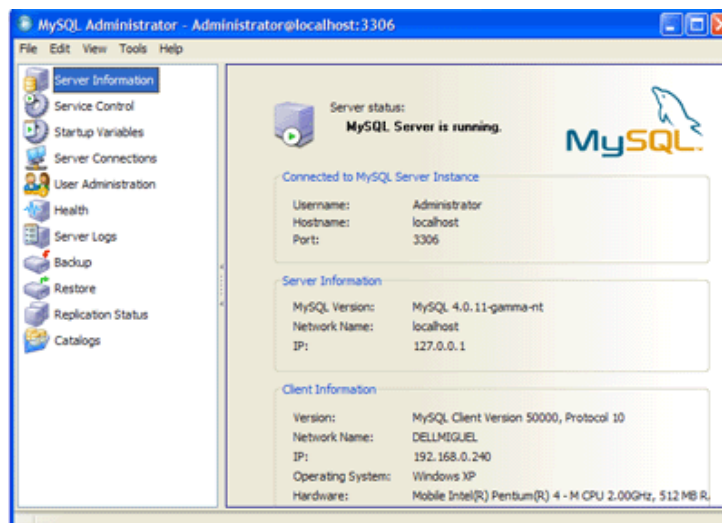 MySQL Administrator - Administrator@localhost:3306
File Edit View Tools Help
Server Information
Service Control
Startup Variables
Server Connections
User Administration
Health
Server Logs
Backup
Restore
Replication Status
Catalogs
Server status:
MySQL Server is running.
MySQL
Connected to MySQL Server Instance
Username: Administrator
Hostname: localhost
Port: 3306
Server Information
MySQL Version: MySQL 4.0.11-gamma-nt
Network Name: localhost
IP: 127.0.0.1
Client Information
Version: MySQL Client Version 50000, Protocol 10
Network Name: DELLMIGUEL
IP: 192.168.0.240
Operating System: Windows XP
Hardware: Mobile Intel(R) Pentium(R) 4 - M CPU 2.00GHz, 512 MB R